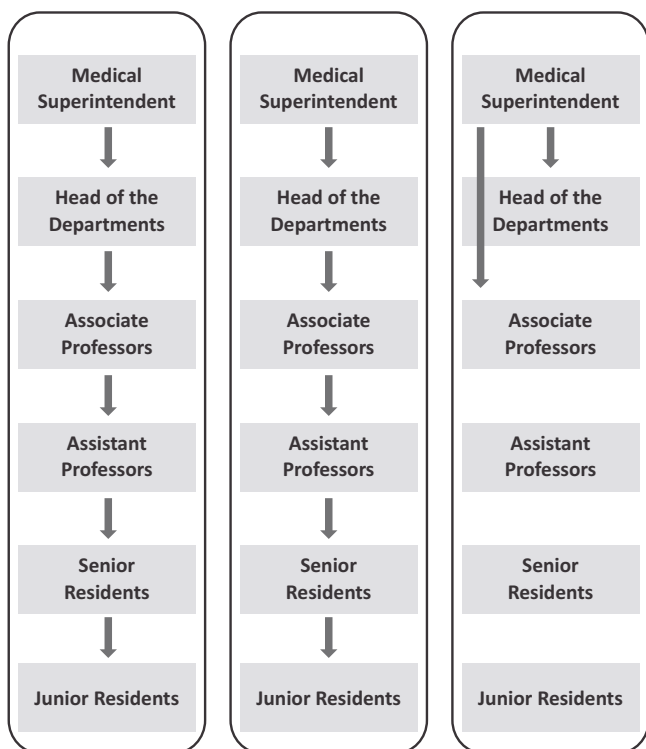 Medical
Superintendent
Head of the
Departments
Associate
Professors
Assistant
Professors
Senior
Residents
Junior Residents
Medical
Superintendent
Head of the
Departments
Associate
Professors
Assistant
Professors
Senior
Residents
Junior Residents
Medical
Superintendent
Head of the
Departments
Associate
Professors
Assistant
Professors
Senior
Residents
Junior Residents